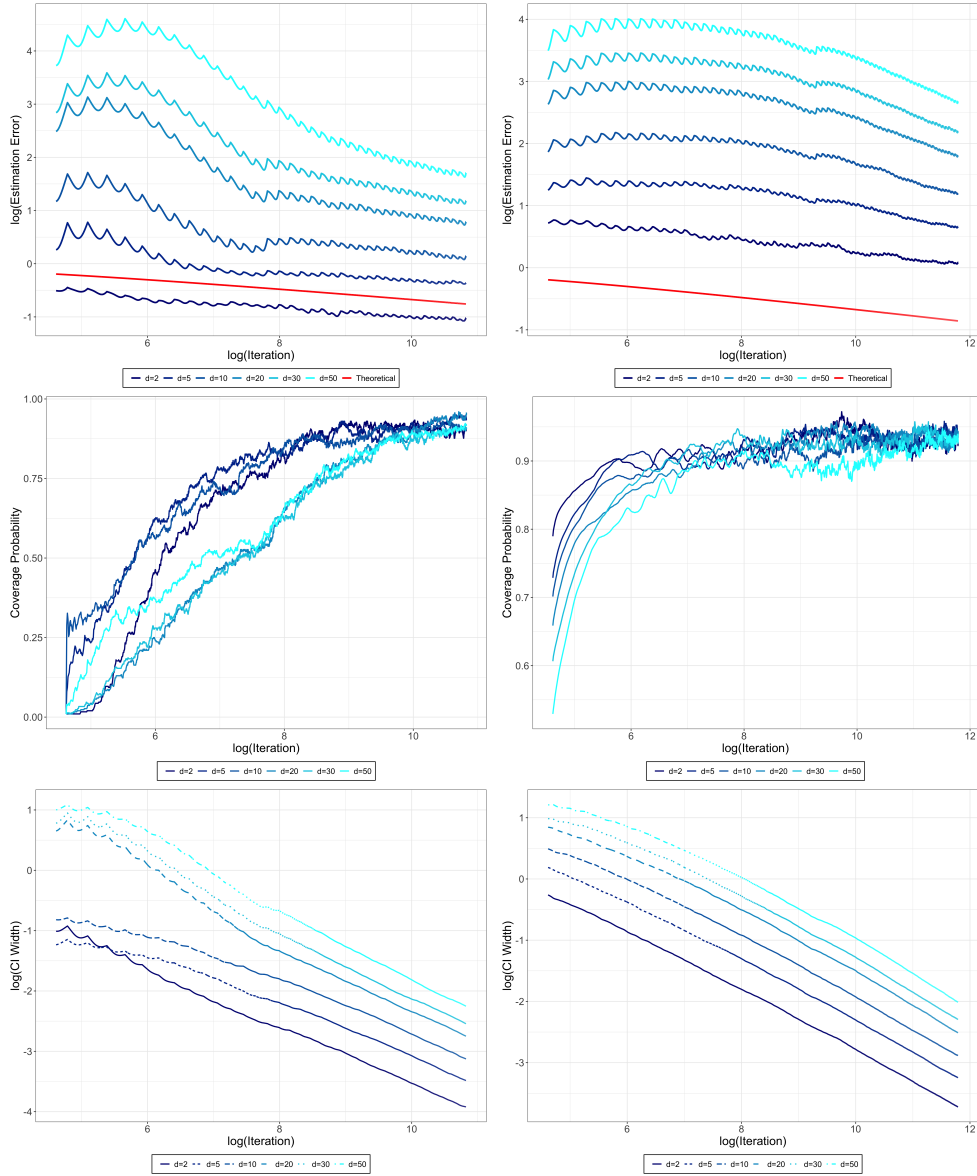 4
3
2
1
0
-1
log(Estimation Error)
6
8
10
log(Iteration)
d=2 d=5 d=10 d=20 d=30 d=50 Theoretical
4
3
2
1
0
-1
log(Estimation Error)
6
8
10
12
log(Iteration)
d=2 d=5 d=10 d=20 d=30 d=50 Theoretical
1.00
0.75
0.50
0.25
0.00
Coverage Probability
6
8
10
log(Iteration)
d=2 d=5 d=10 d=20 d=30 d=50
0.9
0.8
0.7
0.6
Coverage Probability
6
8
10
12
log(Iteration)
d=2 d=5 d=10 d=20 d=30 d=50
1
0
-1
-2
-3
-4
log(CI Width)
6
8
10
log(Iteration)
d=2 d=5 d=10 d=20 d=30 d=50
1
0
-1
-2
-3
log(CI Width)
6
8
10
12
log(Iteration)
d=2 d=5 d=10 d=20 d=30 d=50